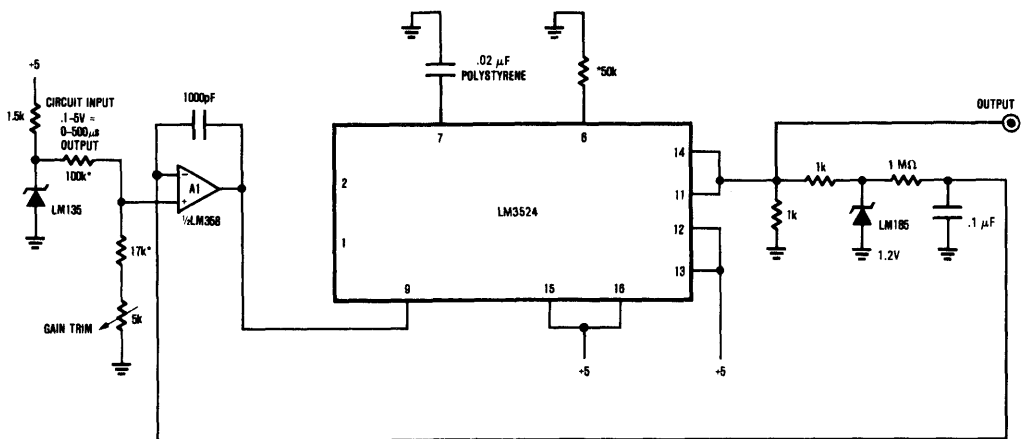 +5
1.5k
CIRCUIT INPUT
.1–5V =
0–500µs
OUTPUT
100k*
LM135
17k*
GAIN TRIM
5k
1000pF
−
A1
+
½LM358
.02 µF
POLYSTYRENE
*50k
7
6
2
1
LM3524
9
15
16
14
11
12
13
+5
+5
1k
1k
1 MΩ
LM185
1.2V
.1 µF
OUTPUT